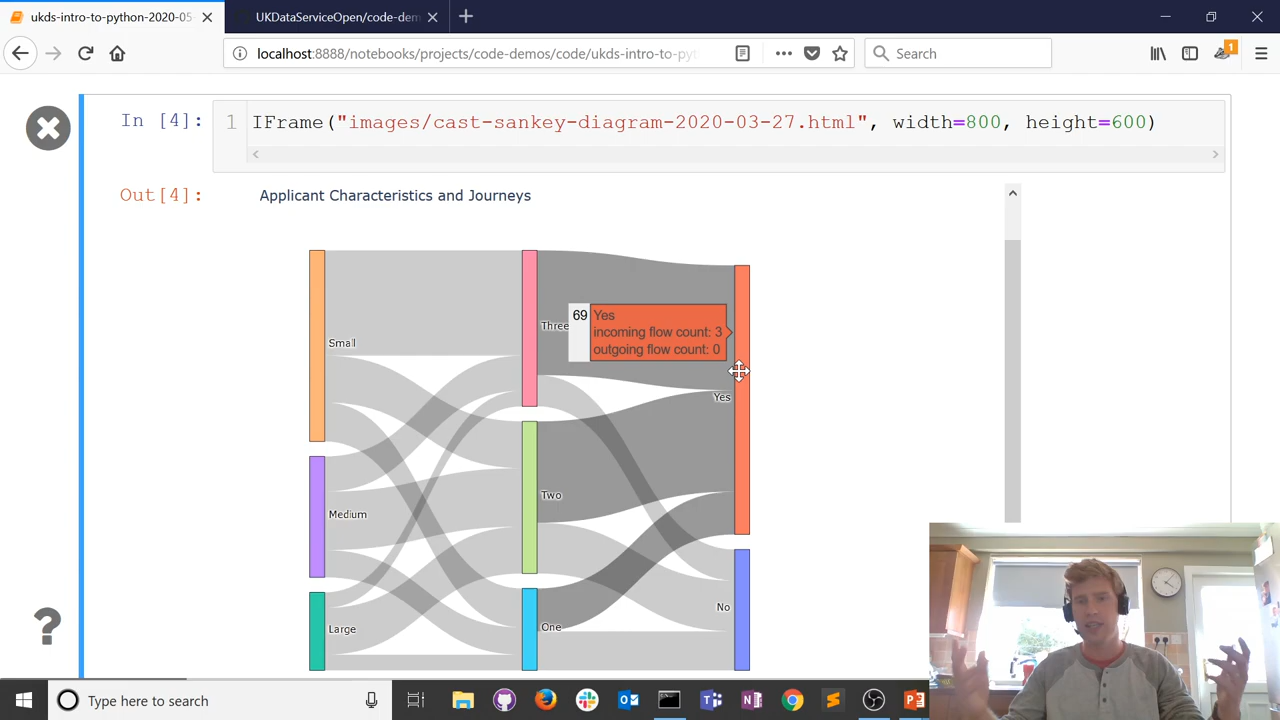 ukds-intro-to-python-2020-05
UKDataServiceOpen/code-dem
localhost:8888/notebooks/projects/code-demos/code/ukds-intro-to-pyt
Search
1
In [4]:
1 IFrame("images/cast-sankey-diagram-2020-03-27.html", width=800, height=600)
Out[4]:
Applicant Characteristics and Journeys
Three
69
Yes
incoming flow count: 3
outgoing flow count: 0
Small
Yes
Two
Medium
No
One
Large
Type here to search